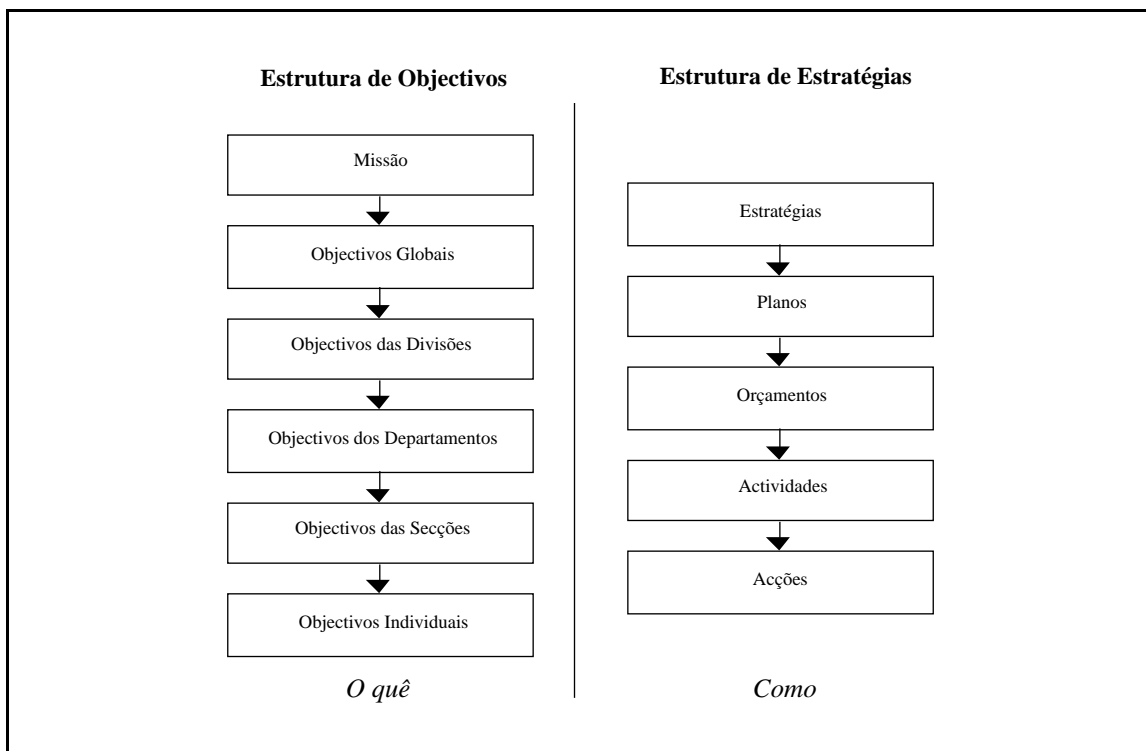 Estrutura de Objectivos
Missão
Objectivos Globais
Objectivos das Divisões
Objectivos dos Departamentos
Objectivos das Secções
Objectivos Individuais
O quê
Estrutura de Estratégias
Estratégias
Planos
Orçamentos
Actividades
Acções
Como